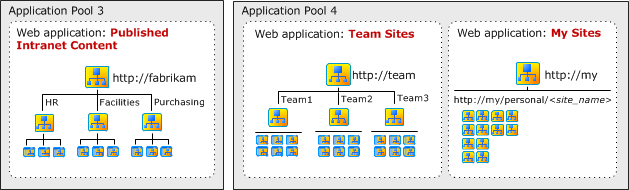 Application Pool 3
Web application: Published
Intranet Content
http://fabrikam
HR
Facilities
Purchasing
Application Pool 4
Web application: Team Sites
http://team
Team1
Team2
Team3
Web application: My Sites
http://my
http://my/personal/<site_name>